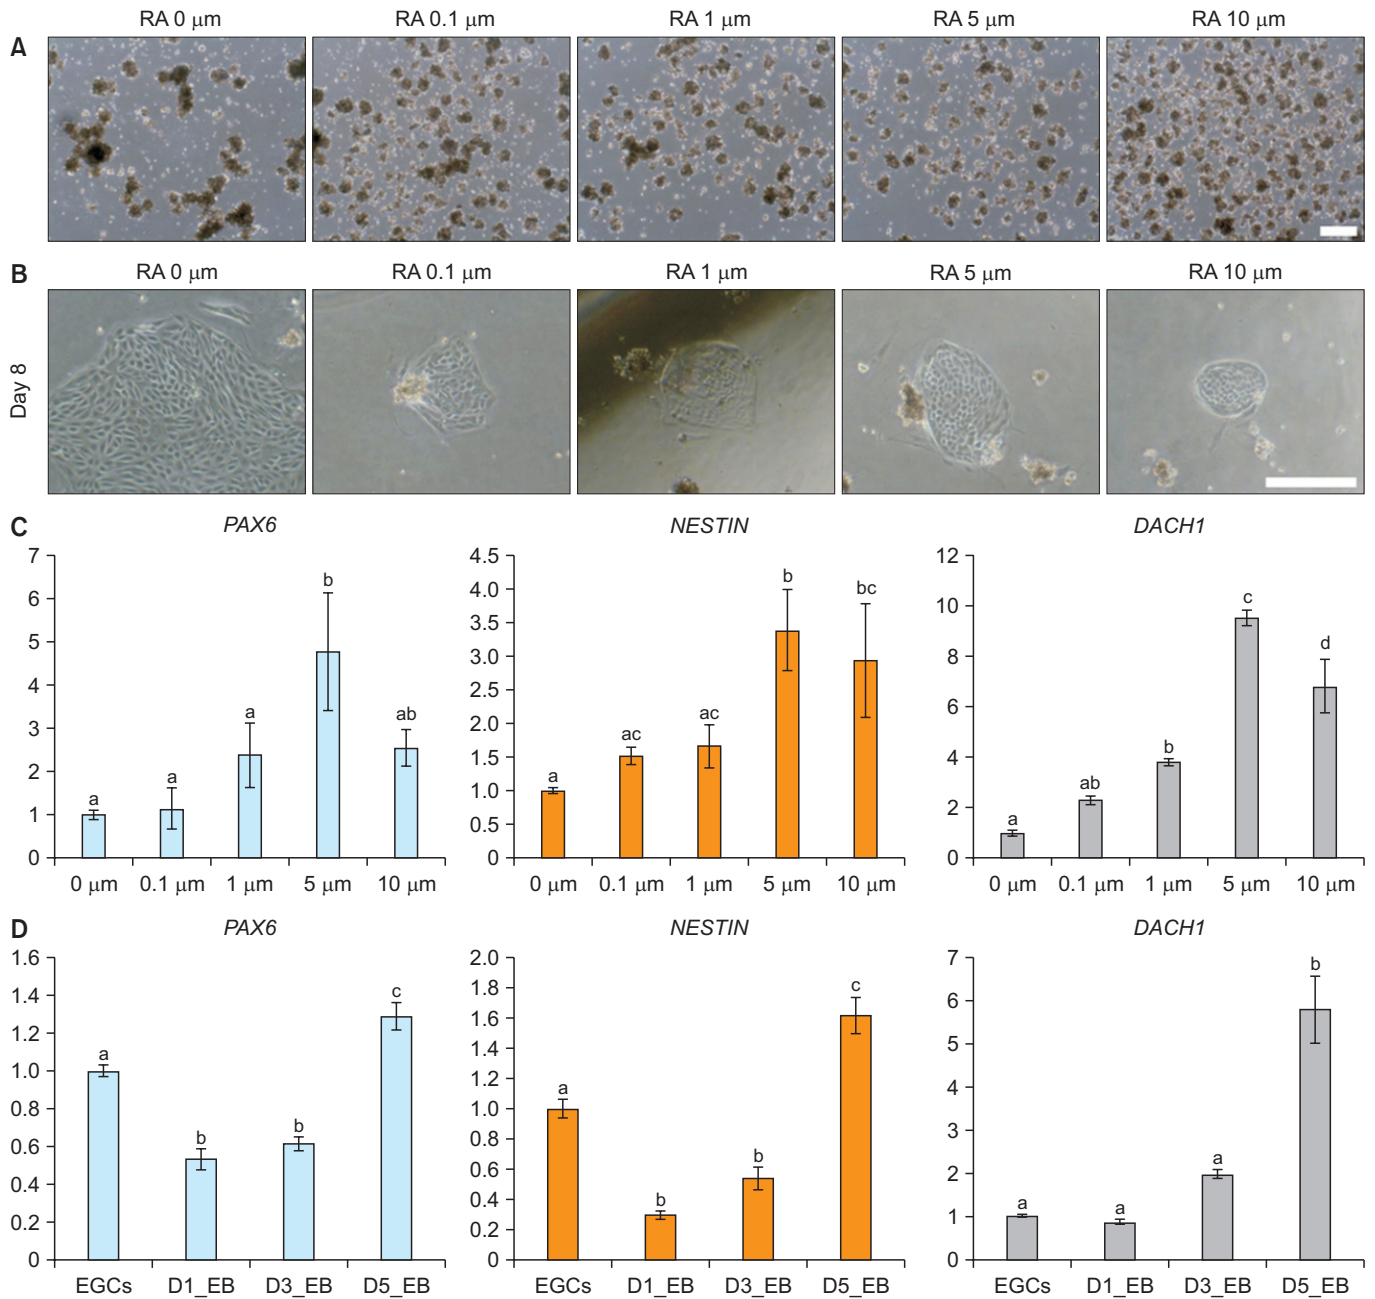 RA 0 μm RA 0.1 μm RA 1 μm RA 5 μm RA 10 μm
A
B RA 0 μm RA 0.1 μm RA 1 μm RA 5 μm RA 10 μm
Day 8
C PAX6 NESTIN DACH1
7
6
5
4
3
2
1
0
a a a b ab
0 μm 0.1 μm 1 μm 5 μm 10 μm
4.5
4.0
3.5
3.0
2.5
2.0
1.5
1.0
0.5
0
a ac ac b bc
0 μm 0.1 μm 1 μm 5 μm 10 μm
12
10
8
6
4
2
0
a ab b c d
0 μm 0.1 μm 1 μm 5 μm 10 μm
D PAX6 NESTIN DACH1
1.6
1.4
1.2
1.0
0.8
0.6
0.4
0.2
0
a b b c
EGCs D1_EB D3_EB D5_EB
2.0
1.8
1.6
1.4
1.2
1.0
0.8
0.6
0.4
0.2
0
a b b c
EGCs D1_EB D3_EB D5_EB
7
6
5
4
3
2
1
0
a a a b
EGCs D1_EB D3_EB D5_EB